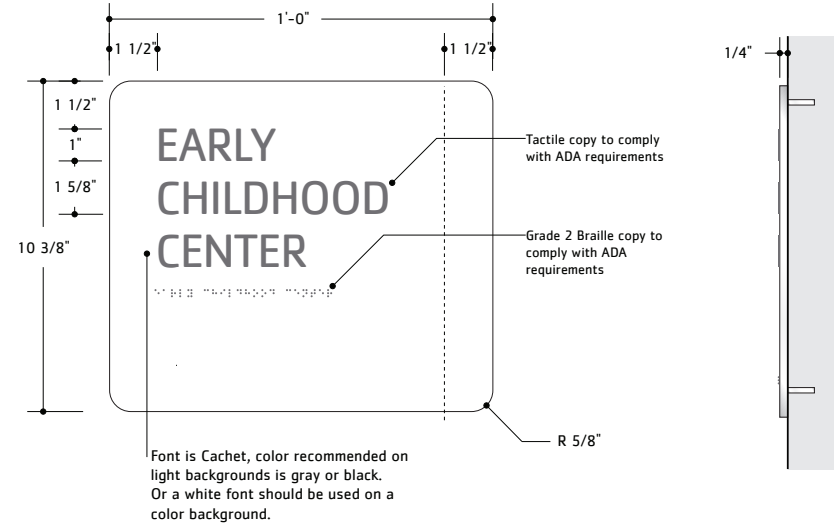 1'-0"
1 1/2"
1 1/2"
1/4"
1 1/2"
1"
1 5/8"
10 3/8"
EARLY
CHILDHOOD
CENTER
Tactile copy to comply
with ADA requirements
Grade 2 Braille copy to
comply with ADA
requirements
R 5/8"
Font is Cachet, color recommended on
light backgrounds is gray or black.
Or a white font should be used on a
color background.